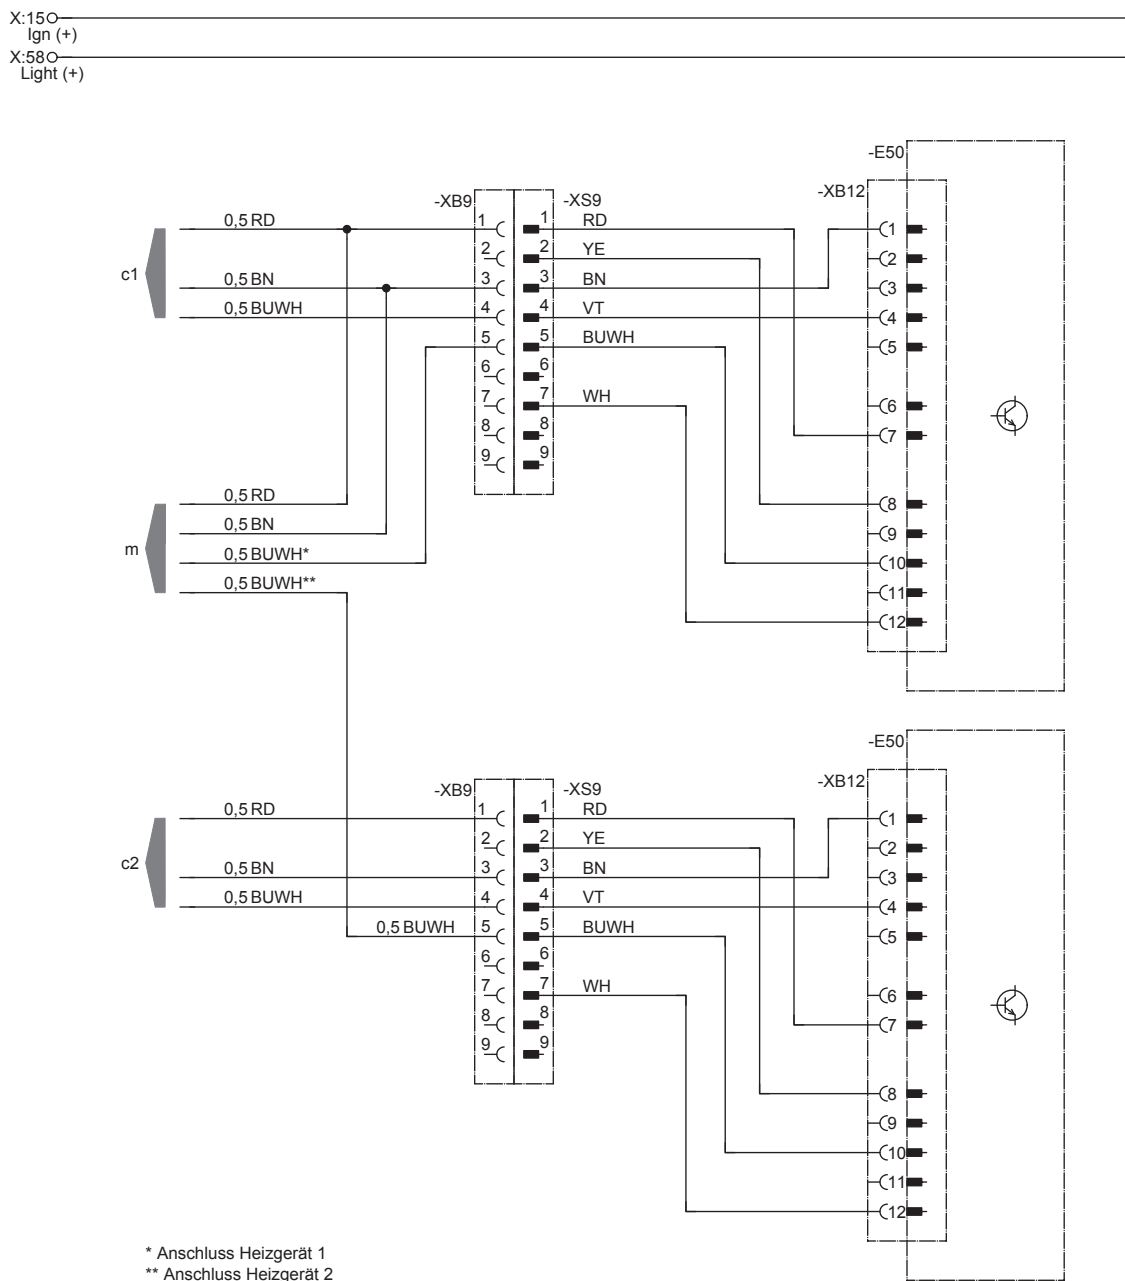 X:15
Ign (+)
X:58
Light (+)
-E50
-XB9 -XS9 -XB12
c1
0,5 RD 1 1 RD 1
2 2 YE 2
0,5 BN 3 3 BN 3
0,5 BUWH 4 4 VT 4
5 5 BUWH 5
6 6
7 7 WH 6
8 8 7
9 9
m
0,5 RD 8
0,5 BN 9
0,5 BUWH* 10
0,5 BUWH** 11
12
-E50
-XB9 -XS9 -XB12
c2
0,5 RD 1 1 RD 1
2 2 YE 2
0,5 BN 3 3 BN 3
0,5 BUWH 4 4 VT 4
0,5 BUWH 5 5 BUWH 5
6 6
7 7 WH 6
8 8 7
9 9
8
9
10
11
12
* Anschluss Heizgerät 1
** Anschluss Heizgerät 2